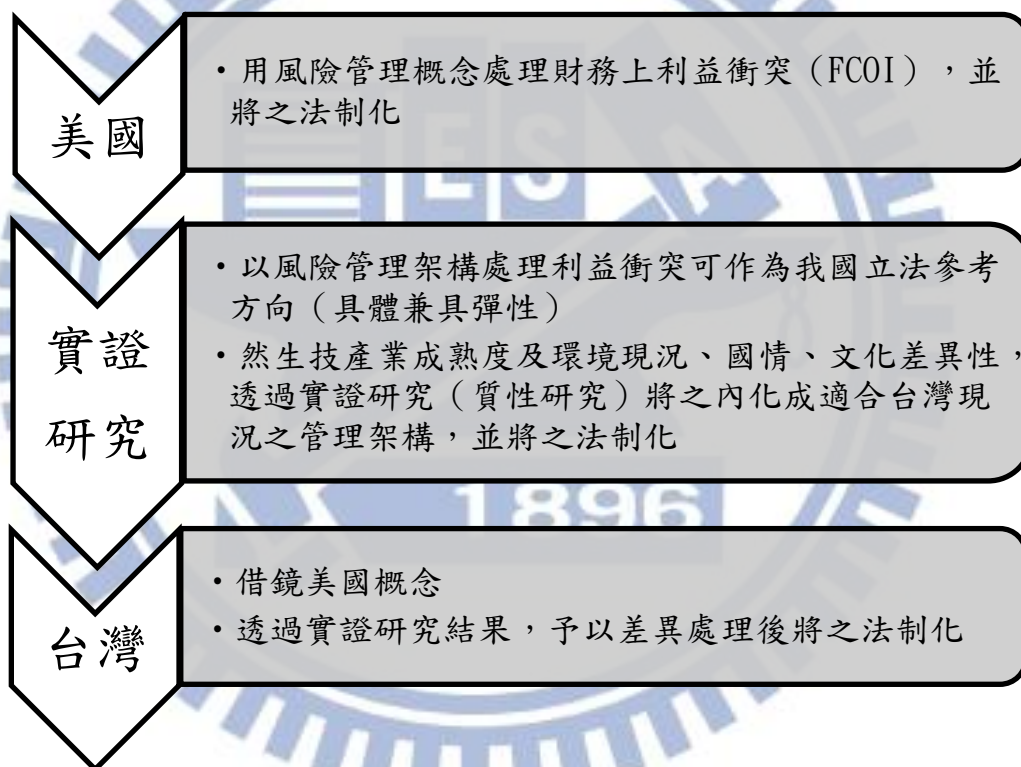 美國
•用風險管理概念處理財務上利益衝突（FCOI），並
將之法制化
實證
研究
•以風險管理架構處理利益衝突可作為我國立法參考
方向（具體兼具彈性）
•然生技產業成熟度及環境現況、國情、文化差異性，
透過實證研究（質性研究）將之內化成適合台灣現
況之管理架構，並將之法制化
台灣
•借鏡美國概念
•透過實證研究結果，予以差異處理後將之法制化
ESA
1896